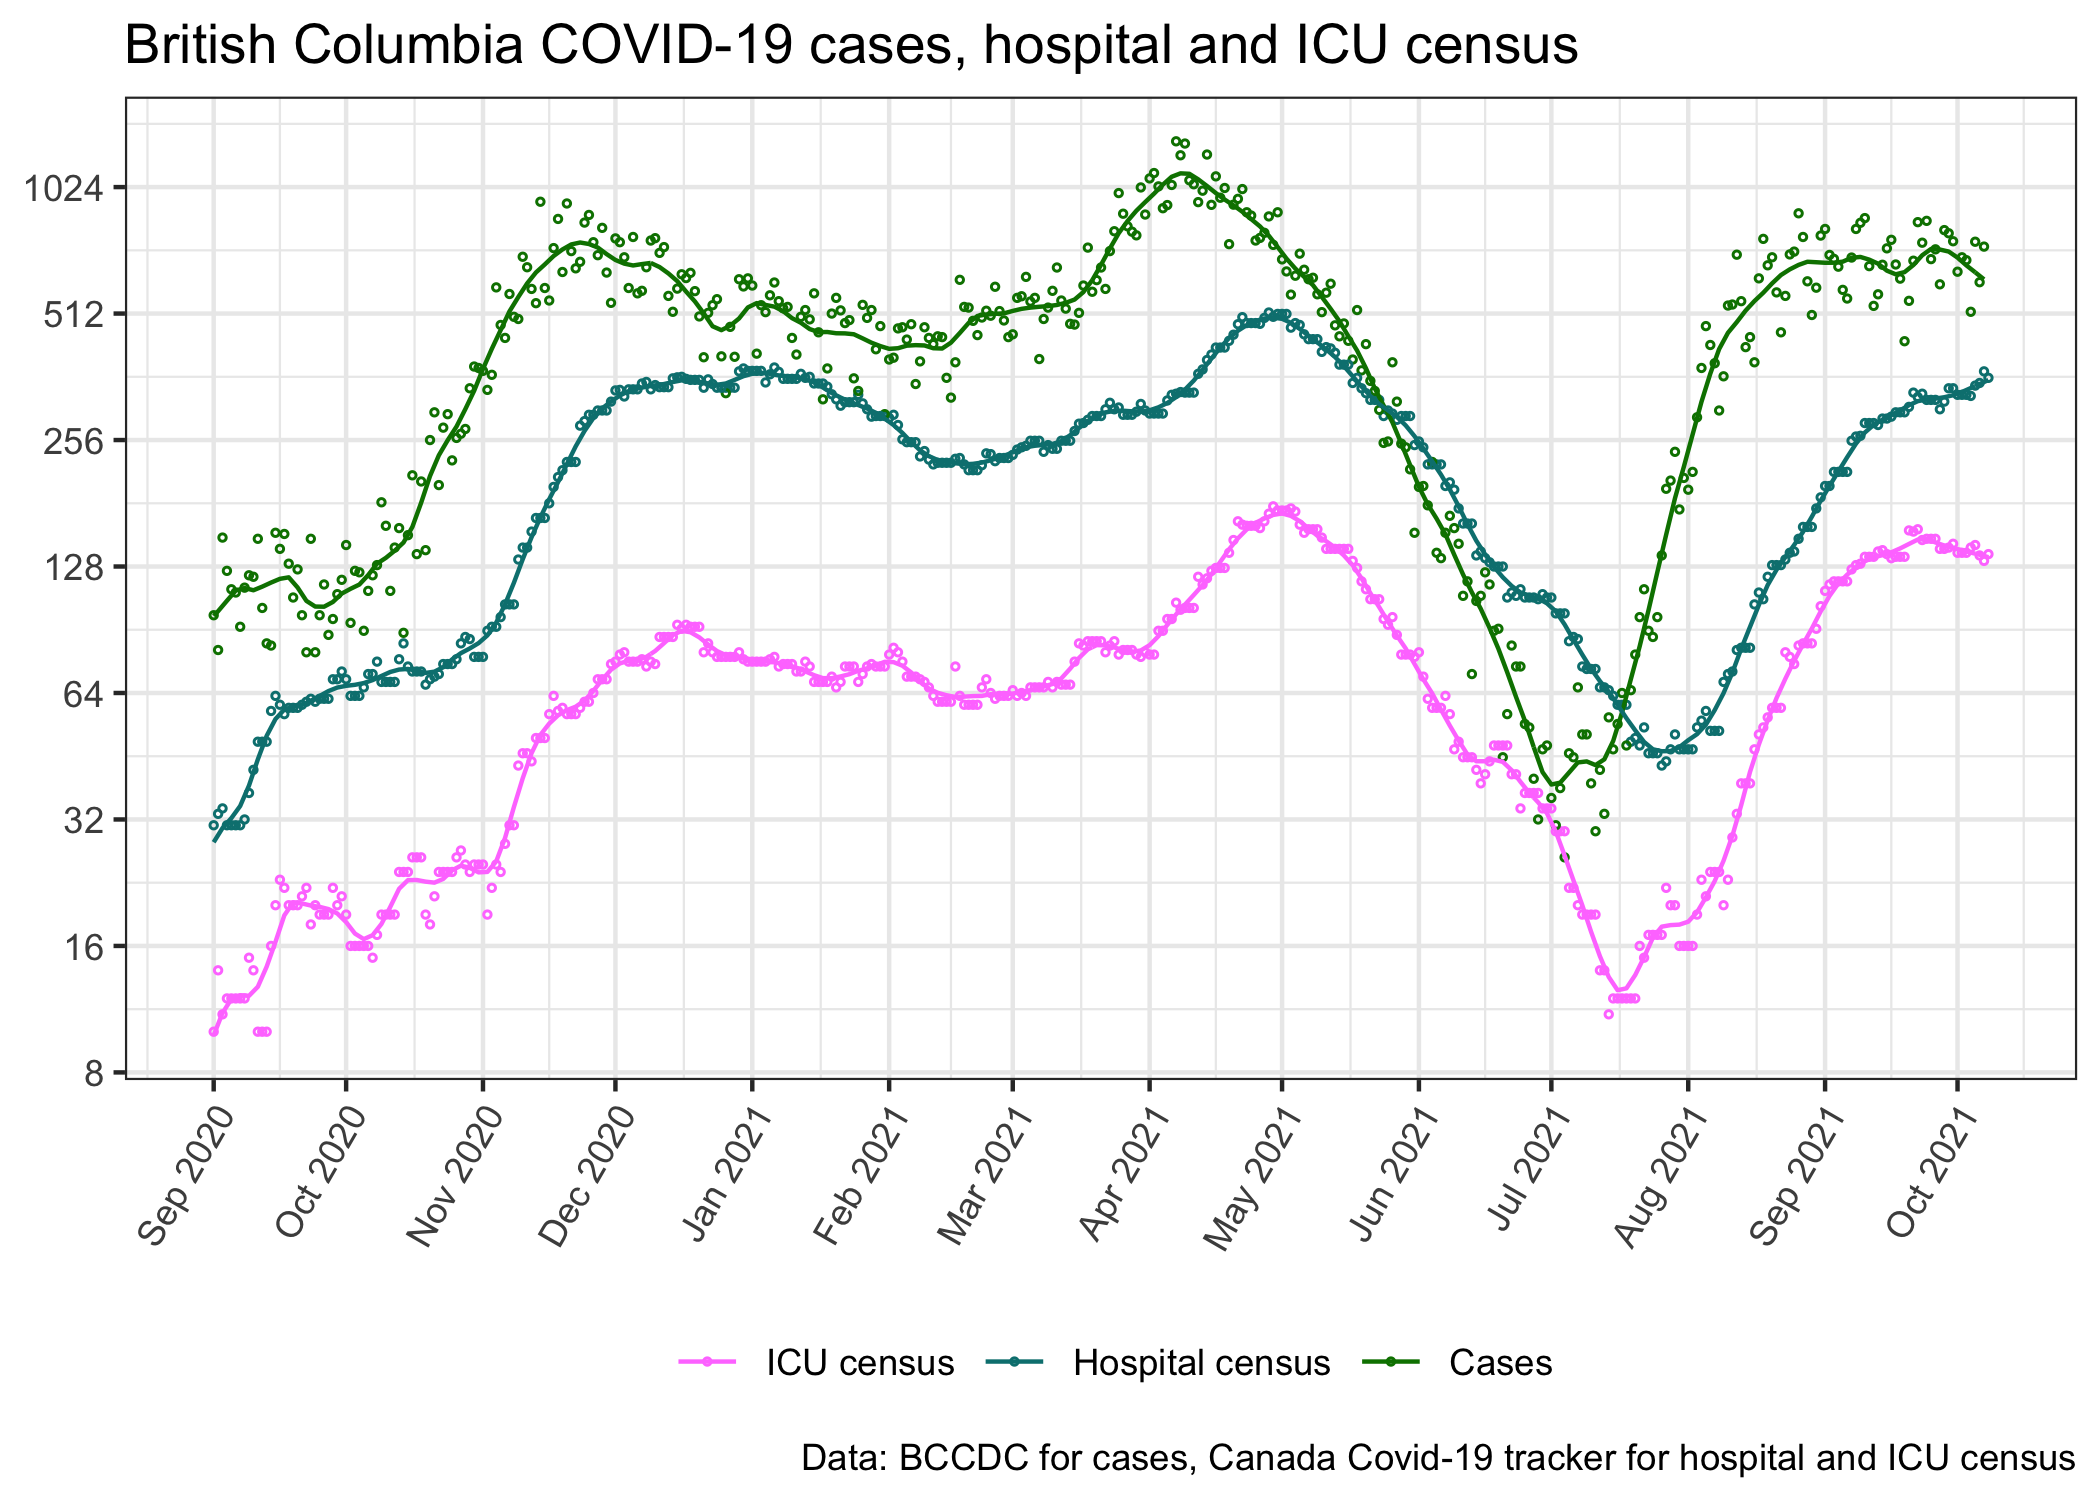 British Columbia COVID-19 cases, hospital and ICU census
1024
512
256
128
64
32
16
8
Sep 2020
Oct 2020
Nov 2020
Dec 2020
Jan 2021
Feb 2021
Mar 2021
Apr 2021
May 2021
Jun 2021
Jul 2021
Aug 2021
Sep 2021
Oct 2021
ICU census
Hospital census
Cases
Data: BCCDC for cases, Canada Covid-19 tracker for hospital and ICU census